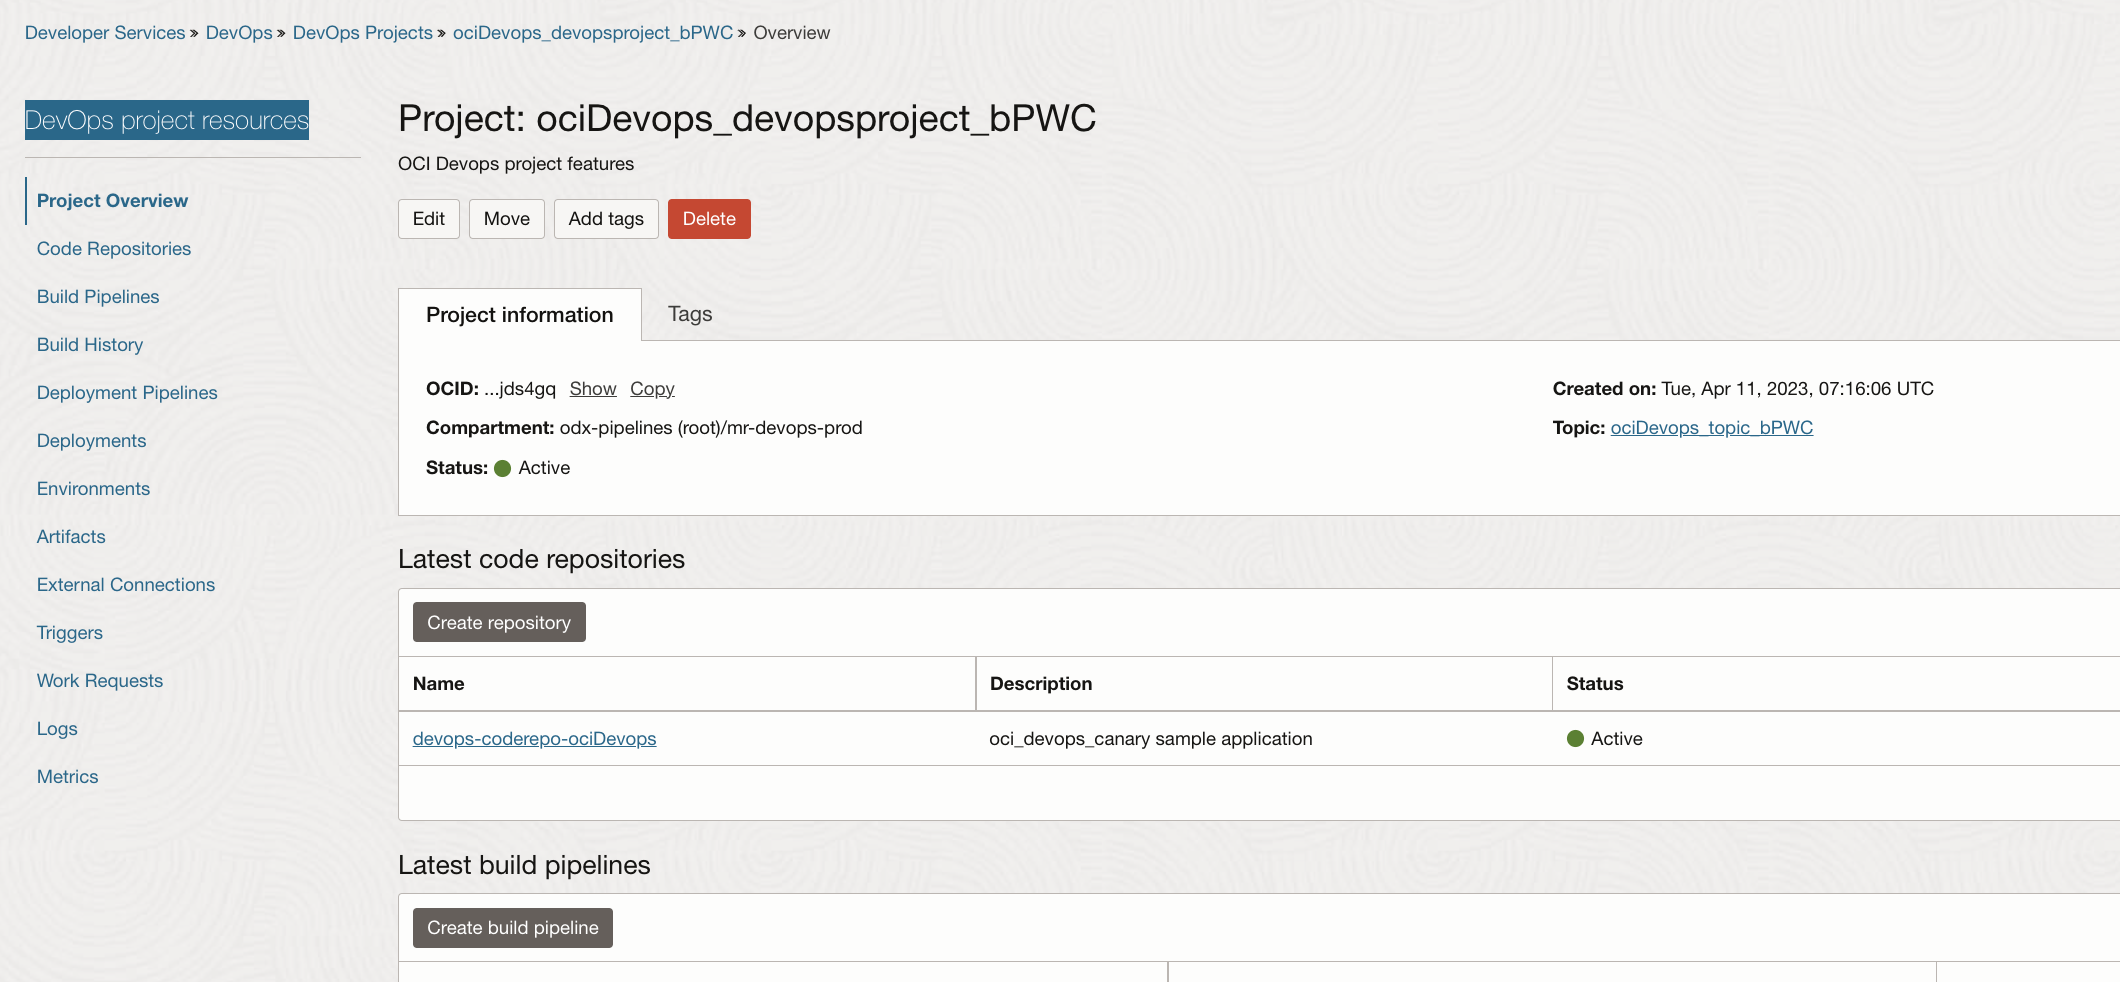 Developer Services » DevOps » DevOps Projects » ociDevops_devopsproject_bPWC » Overview
DevOps project resources
Project Overview
Code Repositories
Build Pipelines
Build History
Deployment Pipelines
Deployments
Environments
Artifacts
External Connections
Triggers
Work Requests
Logs
Metrics
Project: ociDevops_devopsproject_bPWC
OCI Devops project features
Edit Move Add tags Delete
Project information Tags
OCID: ...jds4gq Show Copy
Compartment: odx-pipelines (root)/mr-devops-prod
Status: Active
Created on: Tue, Apr 11, 2023, 07:16:06 UTC
Topic: ociDevops_topic_bPWC
Latest code repositories
Create repository
Name Description Status
devops-coderepo-ociDevops oci_devops_canary sample application Active
Latest build pipelines
Create build pipeline